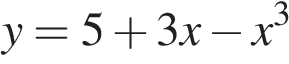 y = 5 + 3x − x³